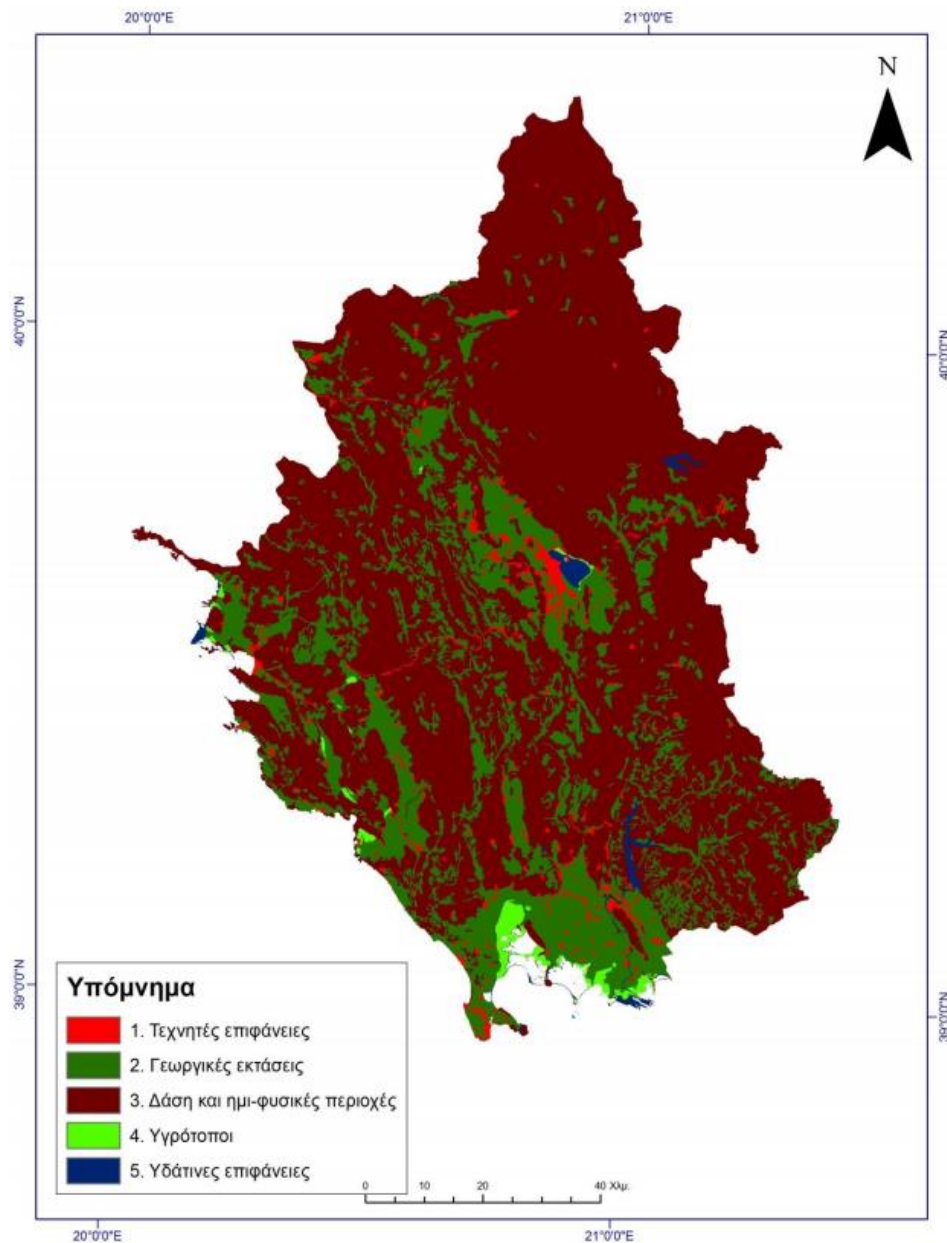 20°0'0"E 21°0'0"E
N
40°0'0"N 40°0'0"N
39°0'0"N 39°0'0"N
Υπόμνημα
1. Τεχνητές επιφάνειες
2. Γεωργικές εκτάσεις
3. Δάση και ημι-φυσικές περιοχές
4. Υγρότοποι
5. Υδάτινες επιφάνειες
0 10 20 40 Χλμ.
20°0'0"E 21°0'0"E